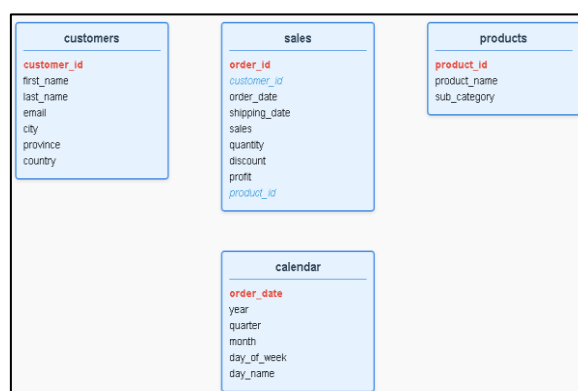 customers
customer_id
first_name
last_name
email
city
province
country
sales
order_id
customer_id
order_date
shipping_date
sales
quantity
discount
profit
product_id
products
product_id
product_name
sub_category
calendar
order_date
year
quarter
month
day_of_week
day_name